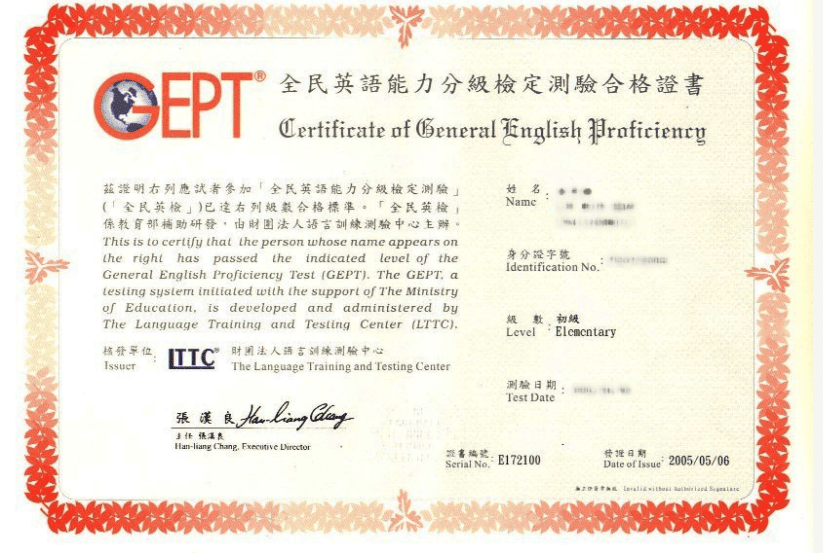 GEPT® 全民英語能力分級檢定測驗合格證書
Certificate of General English Proficiency
茲證明右列應試者參加「全民英語能力分級檢定測驗」
(「全民英檢」)已達右列級數合格標準。「全民英檢」
係教育部補助研發,由財團法人語言訓練測驗中心主辦。
This is to certify that the person whose name appears on
the right has passed the indicated level of the
General English Proficiency Test (GEPT). The GEPT, a
testing system initiated with the support of The Ministry
of Education, is developed and administered by
The Language Training and Testing Center (LTTC).
核發單位 : LTTC® 財團法人語言訓練測驗中心
Issuer The Language Training and Testing Center
張漢良 Han-liang Chang
主任 張漢良
Han-liang Chang, Executive Director
姓 名 :
Name
身分證字號 :
Identification No.
級 數 : 初級
Level Elementary
測驗日期 :
Test Date
證書編號 : E172100
Serial No.
發證日期 : 2005/05/06
Date of Issue
Invalid without Authorized Signature